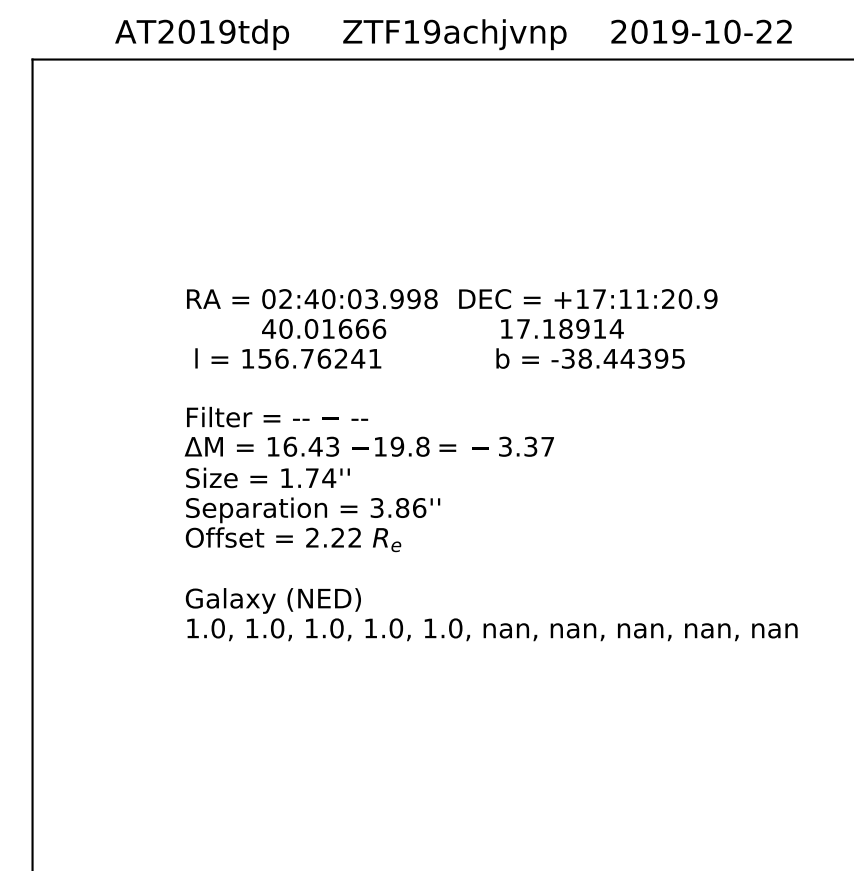 AT2019tdp ZTF19achjvnp 2019-10-22
RA = 02:40:03.998 DEC = +17:11:20.9
40.01666 17.18914
l = 156.76241 b = -38.44395
Filter = -- − --
ΔM = 16.43 −19.8 = − 3.37
Size = 1.74''
Separation = 3.86''
Offset = 2.22 Rₑ
Galaxy (NED)
1.0, 1.0, 1.0, 1.0, 1.0, nan, nan, nan, nan, nan